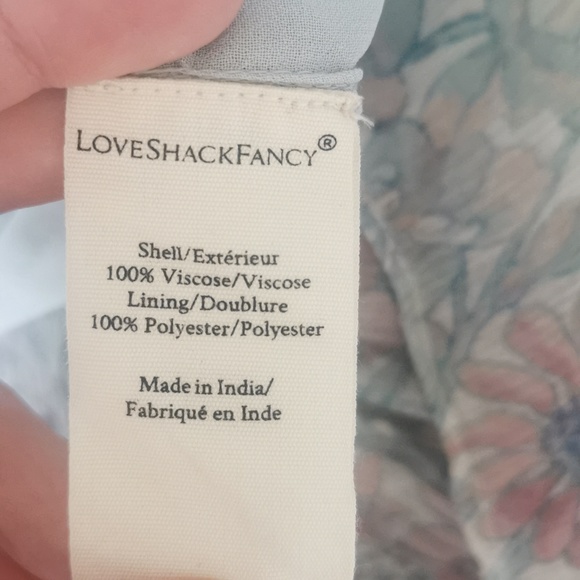 LOVESHACKFANCY®
Shell/Extérieur
100% Viscose/Viscose
Lining/Doublure
100% Polyester/Polyester
Made in India/
Fabriqué en Inde